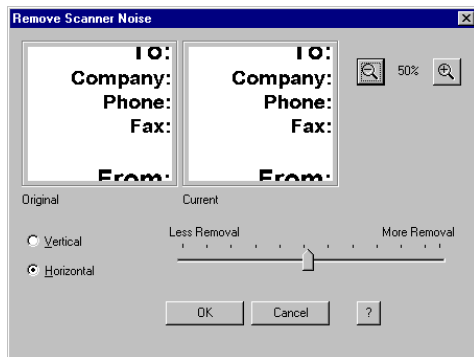 Remove Scanner Noise
To:
Company:
Phone:
Fax:
From:
To:
Company:
Phone:
Fax:
From:
50%
Original
Current
Vertical
Horizontal
Less Removal
More Removal
OK
Cancel
?